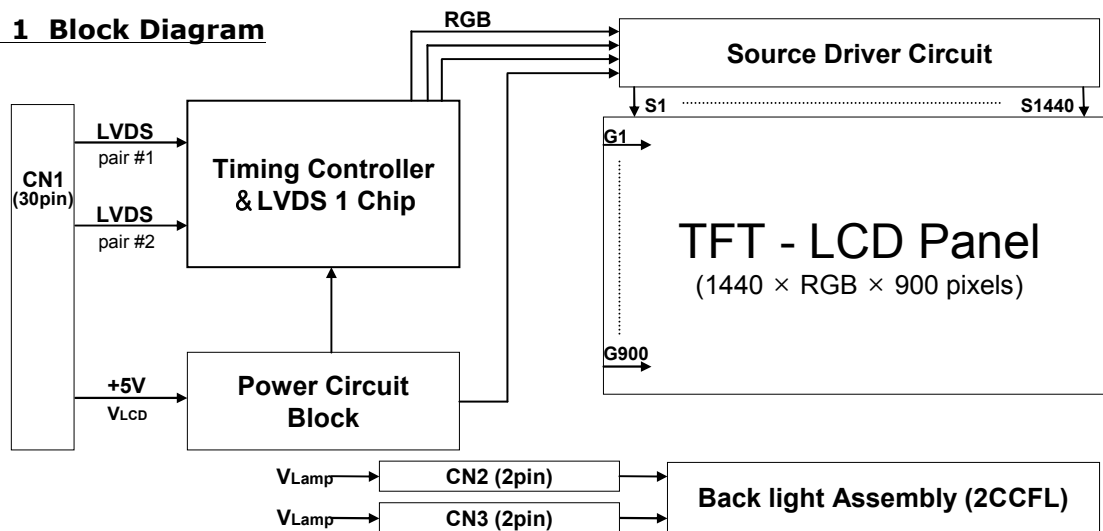 1 Block Diagram
RGB
Source Driver Circuit
S1
S1440
CN1
(30pin)
LVDS
pair #1
LVDS
pair #2
Timing Controller
& LVDS 1 Chip
G1
G900
TFT - LCD Panel
(1440 × RGB × 900 pixels)
+5V
VLCD
Power Circuit
Block
VLamp
CN2 (2pin)
VLamp
CN3 (2pin)
Back light Assembly (2CCFL)